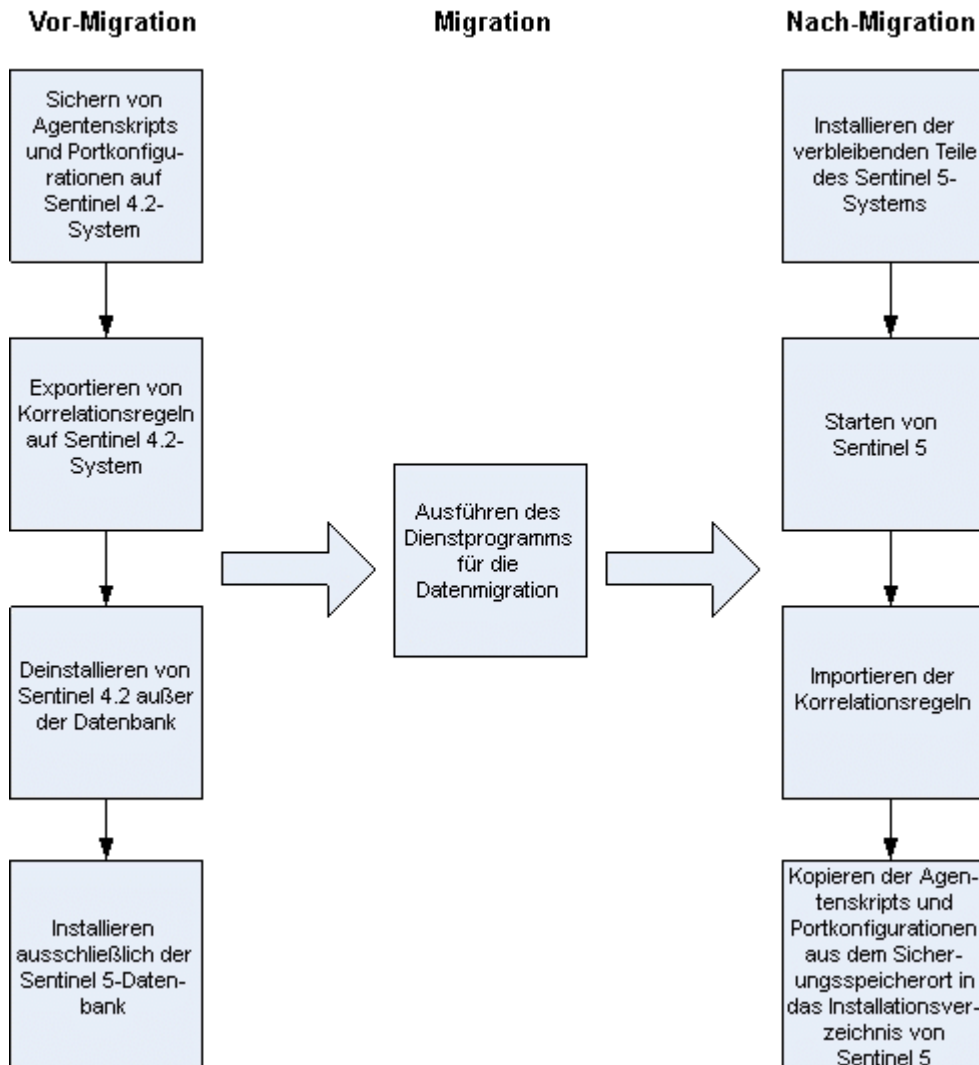 Vor-Migration
Sichern von
Agentenskripts
und Portkonfigu-
rationen auf
Sentinel 4.2-
System
Exportieren von
Korrelationsregeln
auf Sentinel 4.2-
System
Deinstallieren von
Sentinel 4.2 außer
der Datenbank
Installieren
ausschließlich der
Sentinel 5-Daten-
bank
Migration
Ausführen des
Dienstprogramms
für die
Datenmigration
Nach-Migration
Installieren der
verbleibenden Teile
des Sentinel 5-
Systems
Starten von
Sentinel 5
Importieren der
Korrelationsregeln
Kopieren der Agen-
tenskripts und
Portkonfigurationen
aus dem Sicher-
ungsspeicherort in
das Installationsver-
zeichnis von
Sentinel 5